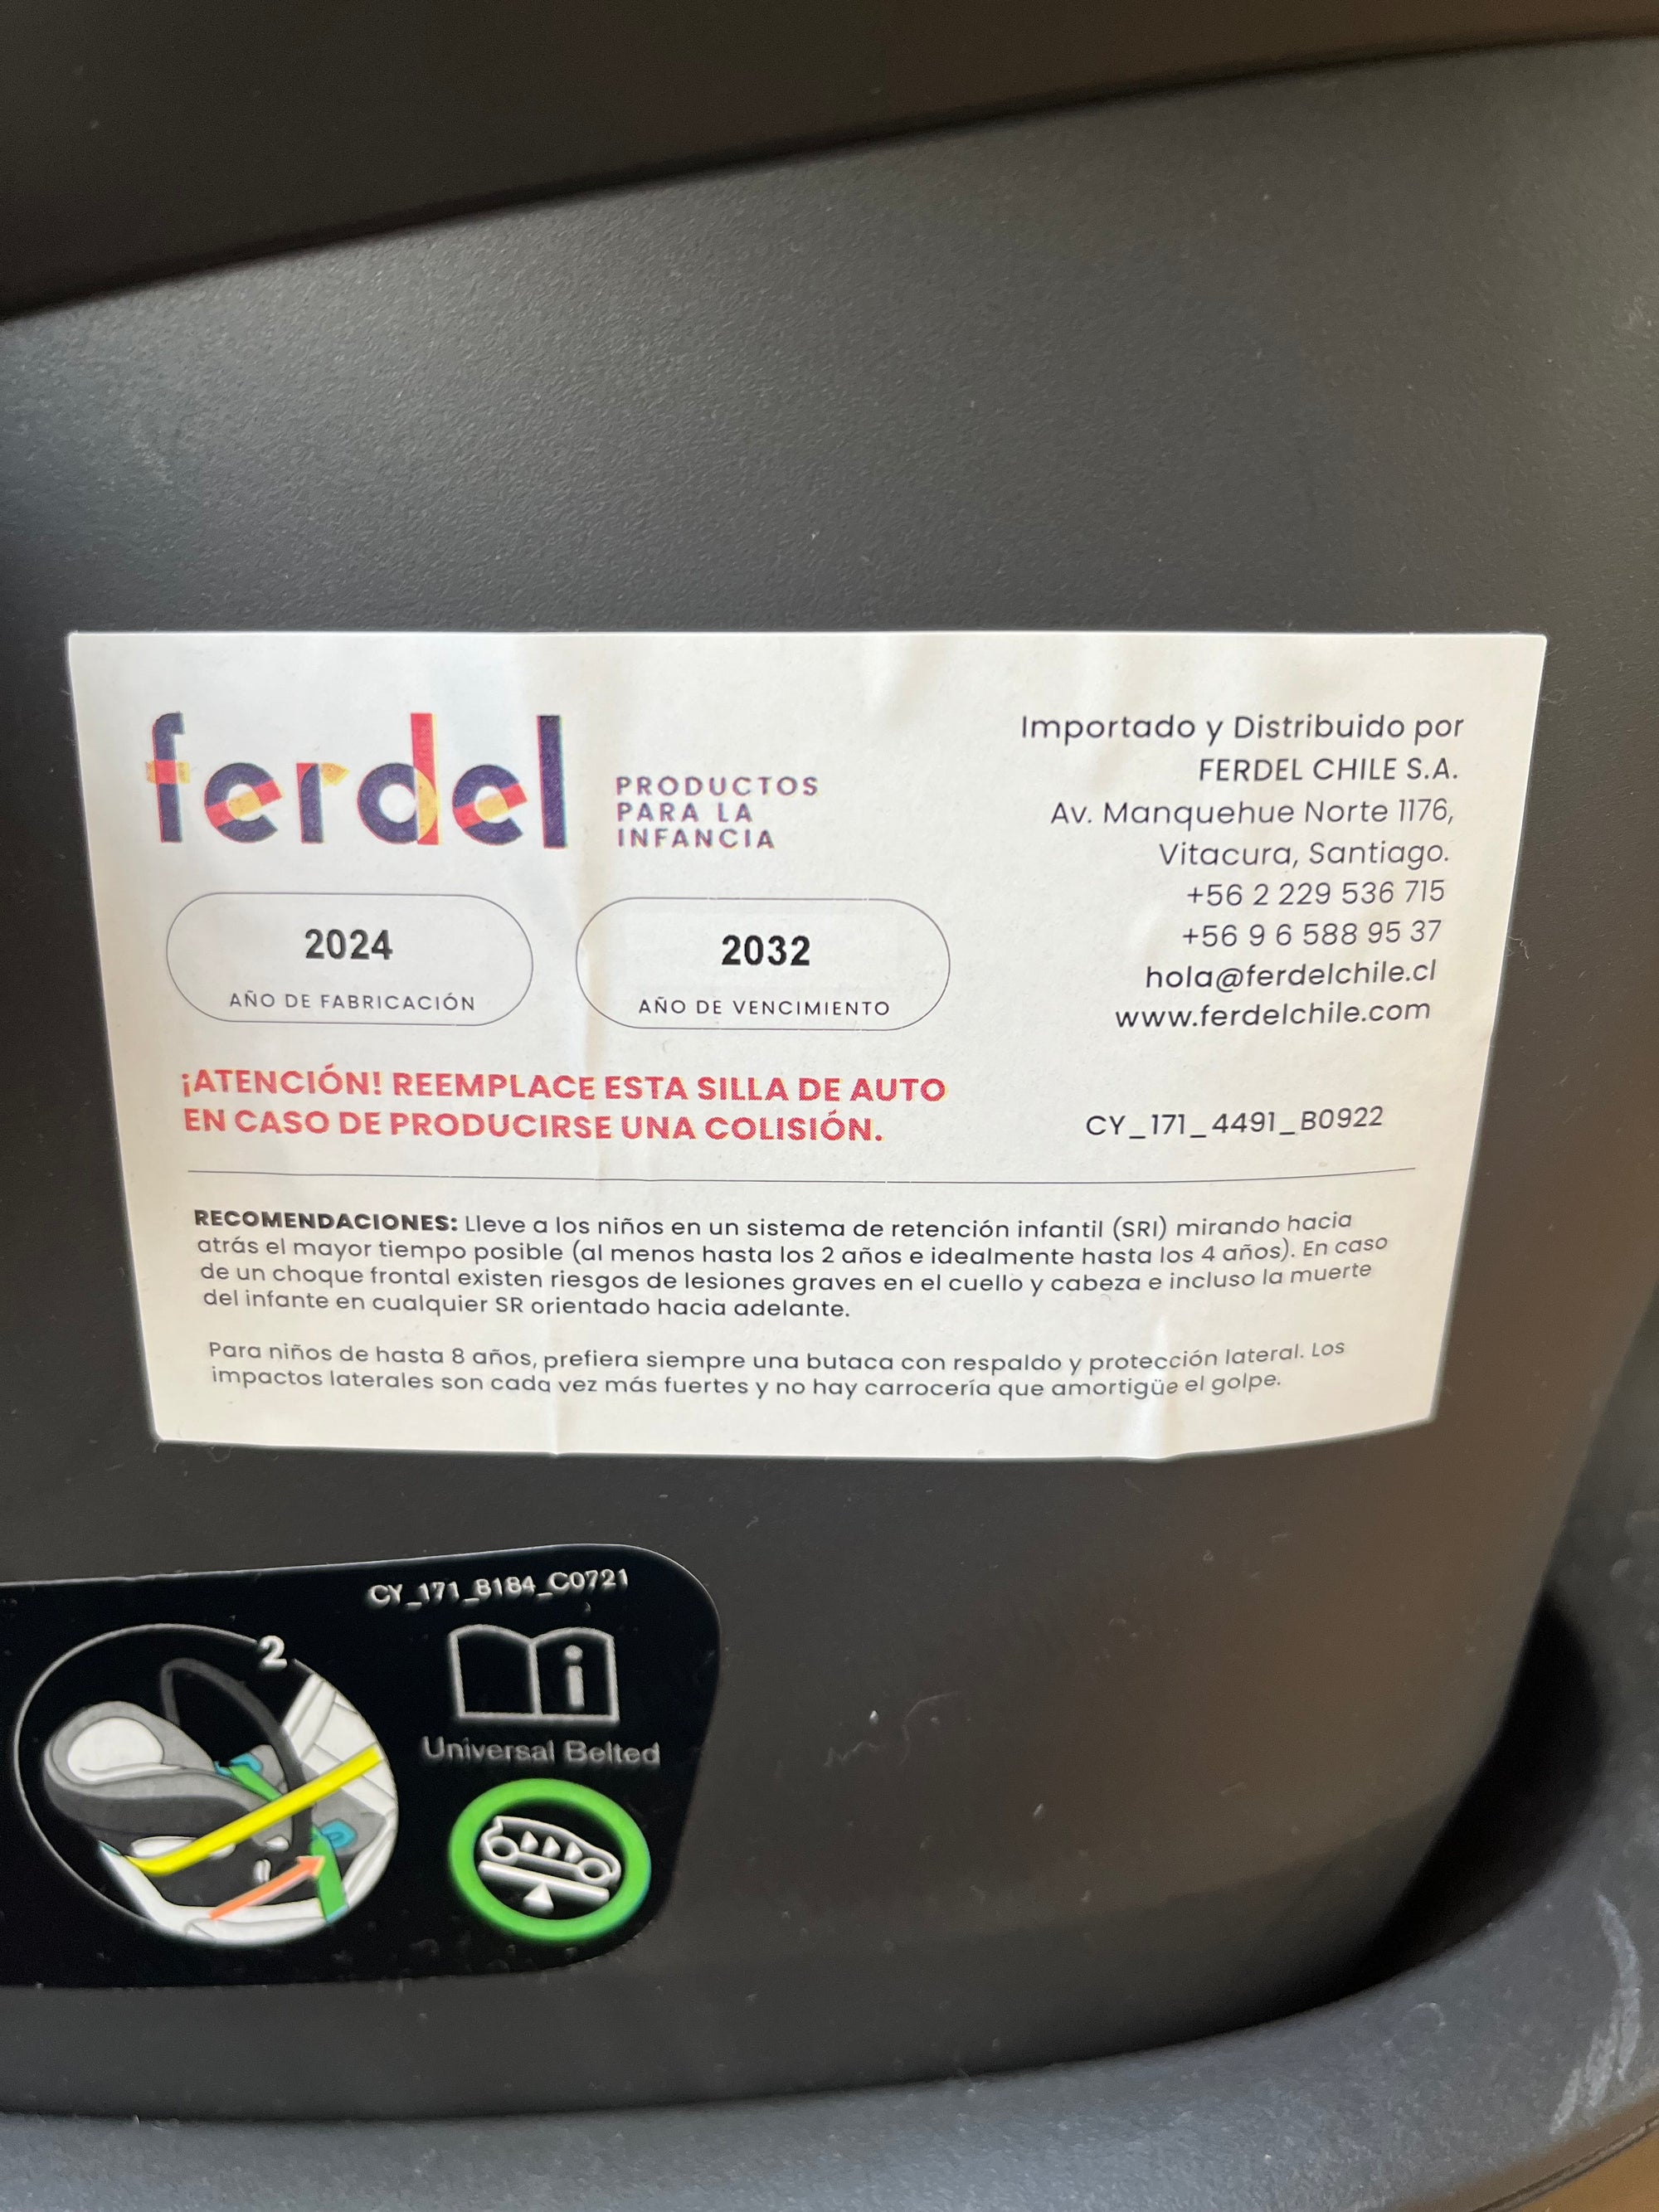 ferdel
PRODUCTOS
PARA LA
INFANCIA
Importado y Distribuido por
FERDEL CHILE S.A.
Av. Manquehue Norte 1176,
Vitacura, Santiago.
+56 2 229 536 715
+56 9 6 588 95 37
hola@ferdelchile.cl
www.ferdelchile.com
2024
AÑO DE FABRICACIÓN
2032
AÑO DE VENCIMIENTO
¡ATENCIÓN! REEMPLACE ESTA SILLA DE AUTO
EN CASO DE PRODUCIRSE UNA COLISIÓN.
CY_171_4491_B0922
RECOMENDACIONES: Lleve a los niños en un sistema de retención infantil (SRI) mirando hacia
atrás el mayor tiempo posible (al menos hasta los 2 años e idealmente hasta los 4 años). En caso
de un choque frontal existen riesgos de lesiones graves en el cuello y cabeza e incluso la muerte
del infante en cualquier SR orientado hacia adelante.
Para niños de hasta 8 años, prefiera siempre una butaca con respaldo y protección lateral. Los
impactos laterales son cada vez más fuertes y no hay carrocería que amortigüe el golpe.
CY_171_8184_C0721
2
i
Universal Belted